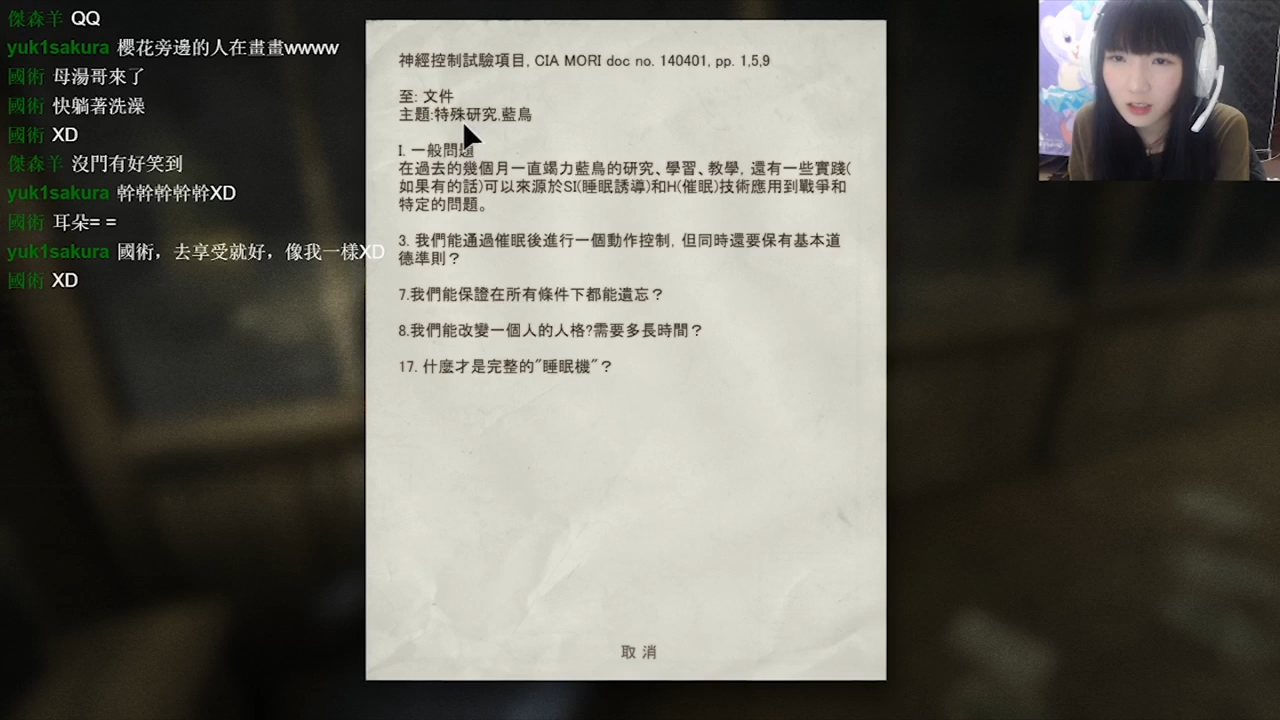 傑森羊 QQ
yuk1sakura 櫻花旁邊的人在畫畫wwww
國術 母湯哥來了
國術 快躺著洗澡
國術 XD
傑森羊 沒門有好笑到
yuk1sakura 幹幹幹幹幹XD
國術 耳朵= =
yuk1sakura 國術，去享受就好，像我一樣XD
國術 XD
神經控制試驗項目, CIA MORI doc no. 140401, pp. 1,5,9
至: 文件
主題:特殊研究,藍鳥
I. 一般問題
在過去的幾個月一直竭力藍鳥的研究、學習、教學, 還有一些實踐(
如果有的話)可以來源於SI(睡眠誘導)和H(催眠)技術應用到戰爭和
特定的問題。
3. 我們能通過催眠後進行一個動作控制, 但同時還要保有基本道
德準則？
7.我們能保證在所有條件下都能遺忘？
8.我們能改變一個人的人格?需要多長時間？
17. 什麼才是完整的"睡眠機"？
取消